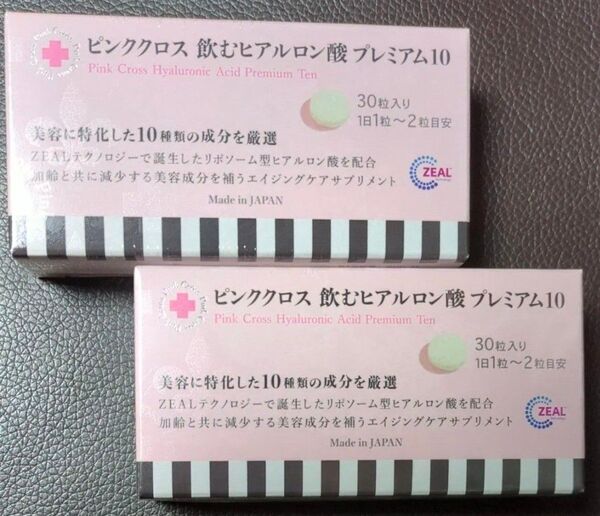 ピンククロス 飲むヒアルロン酸 プレミアム10
Pink Cross Hyaluronic Acid Premium Ten
30粒入り
1日1粒～2粒目安
美容に特化した10種類の成分を厳選
ZEALテクノロジーで誕生したリポソーム型ヒアルロン酸を配合
加齢と共に減少する美容成分を補うエイジングケアサプリメント
ZEAL
Made in JAPAN
ピンククロス 飲むヒアルロン酸 プレミアム10
Pink Cross Hyaluronic Acid Premium Ten
30粒入り
1日1粒～2粒目安
美容に特化した10種類の成分を厳選
ZEALテクノロジーで誕生したリポソーム型ヒアルロン酸を配合
加齢と共に減少する美容成分を補うエイジングケアサプリメント
ZEAL
Made in JAPAN